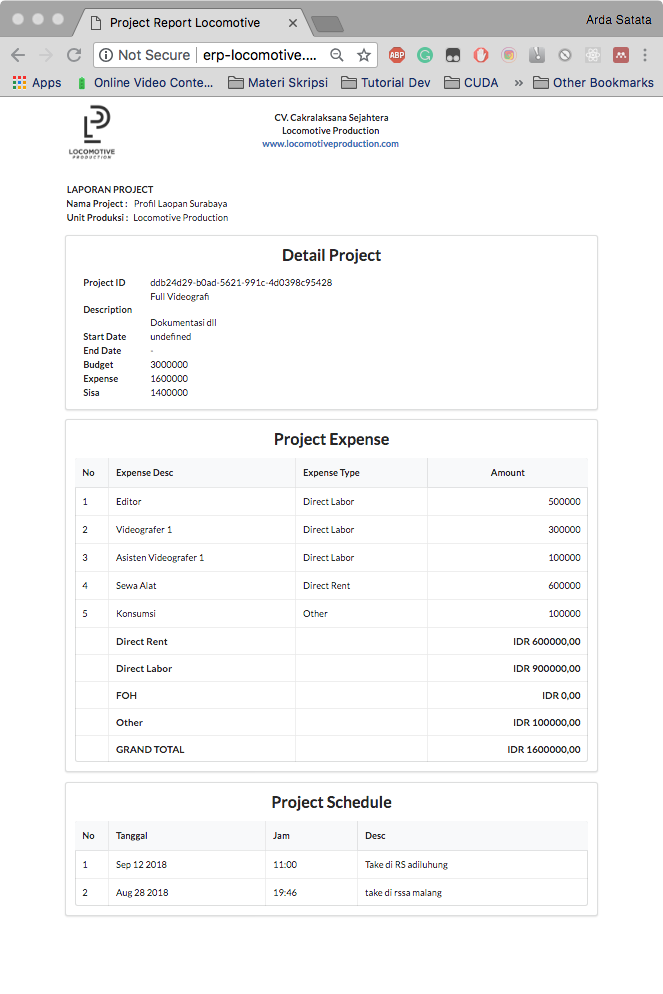 Project Report Locomotive
Arda Satata
Not Secure erp-locomotive....
ABP
Apps Online Video Conte... Materi Skripsi Tutorial Dev CUDA » Other Bookmarks
LOCOMOTIVE
PRODUCTION
CV. Cakralaksana Sejahtera
Locomotive Production
www.locomotiveproduction.com
LAPORAN PROJECT
Nama Project : Profil Laopan Surabaya
Unit Produksi : Locomotive Production
Detail Project
Project ID ddb24d29-b0ad-5621-991c-4d0398c95428
Full Videografi
Description
Dokumentasi dll
Start Date undefined
End Date -
Budget 3000000
Expense 1600000
Sisa 1400000
Project Expense
No Expense Desc Expense Type Amount
1 Editor Direct Labor 500000
2 Videografer 1 Direct Labor 300000
3 Asisten Videografer 1 Direct Labor 100000
4 Sewa Alat Direct Rent 600000
5 Konsumsi Other 100000
Direct Rent IDR 600000,00
Direct Labor IDR 900000,00
FOH IDR 0,00
Other IDR 100000,00
GRAND TOTAL IDR 1600000,00
Project Schedule
No Tanggal Jam Desc
1 Sep 12 2018 11:00 Take di RS adiluhung
2 Aug 28 2018 19:46 take di rssa malang